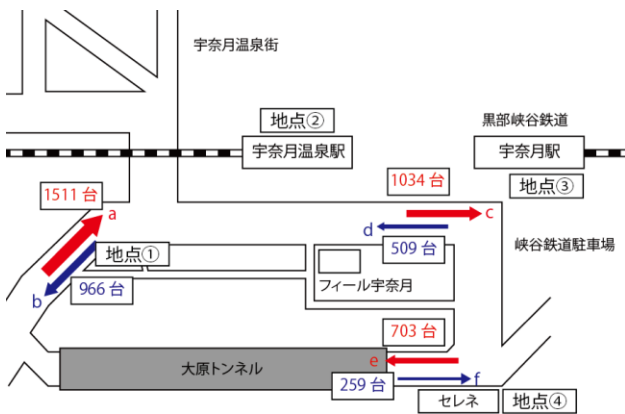 宇奈月温泉街
地点②
黒部峡谷鉄道
宇奈月温泉駅
宇奈月駅
1511 台
1034 台
地点③
a
c
d
地点①
509 台
峡谷鉄道駐車場
b
966 台
フィール宇奈月
703 台
e
大原トンネル
259 台
f
セレネ
地点④